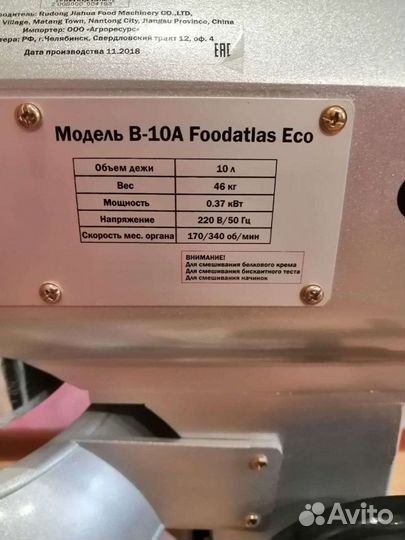 водитель: Rudong Jiahua Food Machinery CO.,LTD,
Village, Matang Town, Nantong City, Jiangsu Province, China
Импортер: ООО «Агроресурс»
тера: РФ, г.Челябинск, Свердловский тракт 12, оф. 4
Дата производства 11.2018
EAC
Модель B-10A Foodatlas Eco
Объем дежи 10 л
Вес 46 кг
Мощность 0.37 кВт
Напряжение 220 В/50 Гц
Скорость мес. органа 170/340 об/мин
ВНИМАНИЕ!
Для смешивания белкового крема
Для смешивания бисквитного теста
Для смешивания начинок
Avito